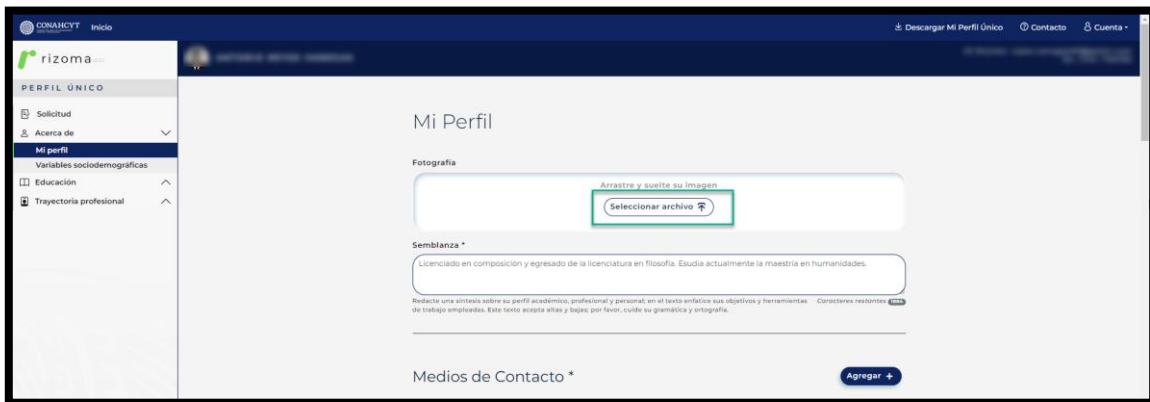 CONAHCYT Inicio
Descargar Mi Perfil Único Contacto Cuenta
rizoma
PERFIL ÚNICO
Solicitud
Acerca de
Mi perfil
Variables sociodemográficas
Educación
Trayectoria profesional
Mi Perfil
Fotografía
Arrastre y suelte su imagen
Seleccionar archivo
Semblanza *
Licenciado en composición y egresado de la licenciatura en filosofía. Esudia actualmente la maestría en humanidades.
Redacte una síntesis sobre su perfil académico, profesional y personal; en el texto enfatice sus objetivos y herramientas Caracteres restantes
de trabajo empleadas. Este texto acepta altas y bajas; por favor, cuide su gramática y ortografía.
Medios de Contacto *
Agregar +